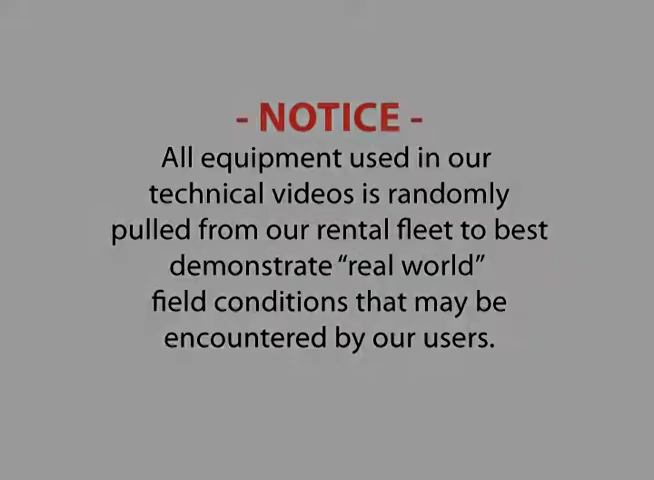 - NOTICE -
All equipment used in our
technical videos is randomly
pulled from our rental fleet to best
demonstrate “real world”
field conditions that may be
encountered by our users.